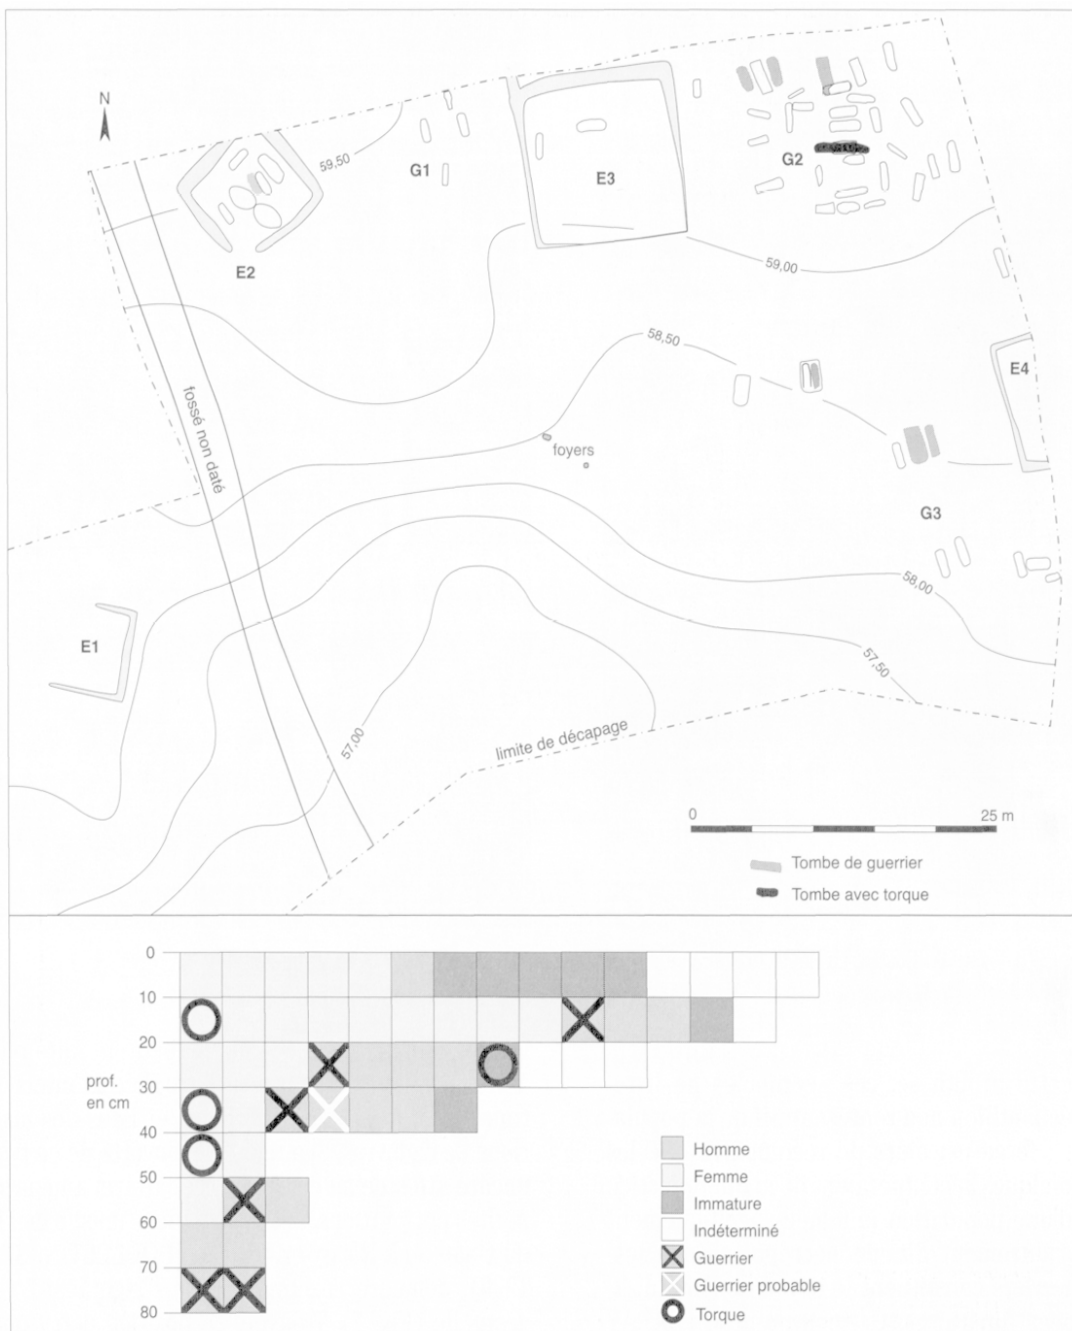 N
59,50
G1
E3
G2
E2
59,00
58,50
E4
fossé non daté
foyers
G3
58,00
E1
57,50
57,00
limite de décapage
0 25 m
Tombe de guerrier
Tombe avec torque
0
10
20
30
prof.
en cm
40
50
60
70
80
Homme
Femme
Immature
Indéterminé
Guerrier
Guerrier probable
Torque